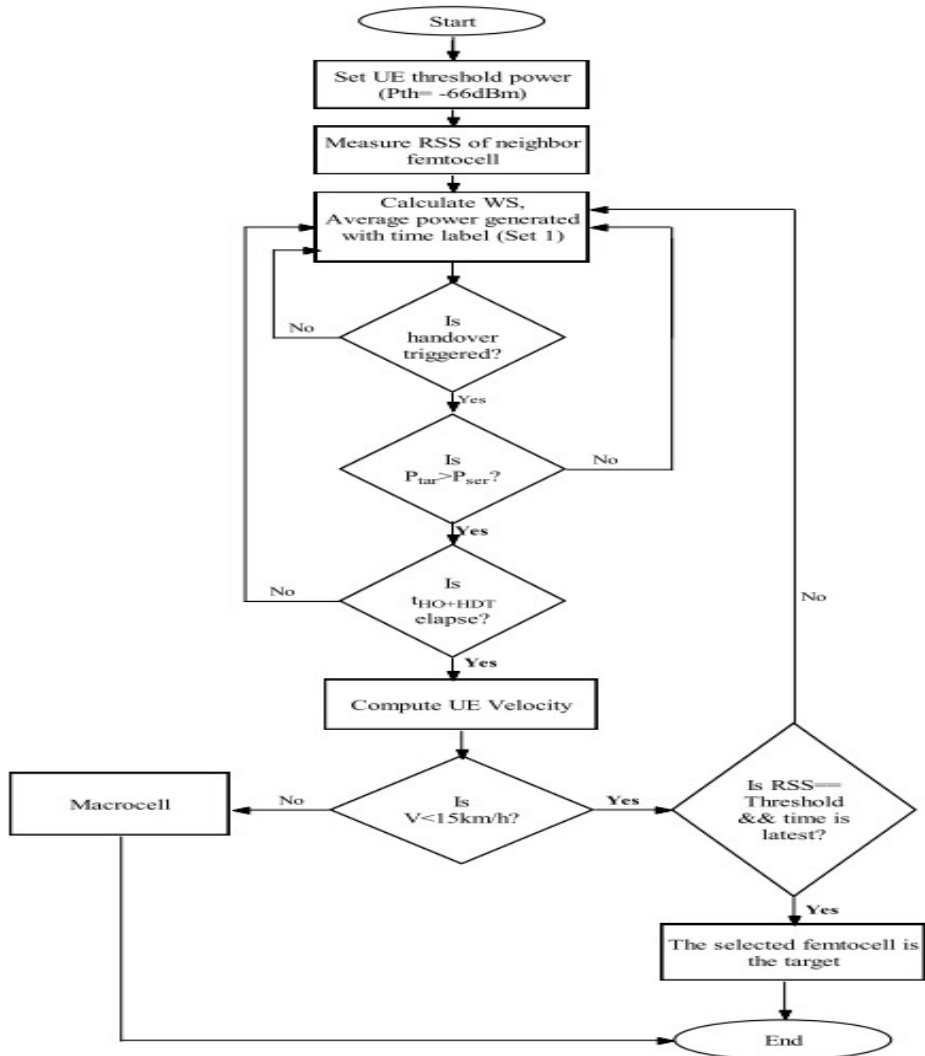 Start
Set UE threshold power
(Pth= -66dBm)
Measure RSS of neighbor
femtocell
Calculate WS,
Average power generated
with time label (Set 1)
Is
handover
triggered?
No
Yes
Is
Ptar>Pser?
No
Yes
Is
tHO+HDT
elapse?
No
Yes
Compute UE Velocity
Is
V<15km/h?
No
Yes
Macrocell
Is RSS==
Threshold
&& time is
latest?
No
Yes
The selected femtocell is
the target
End